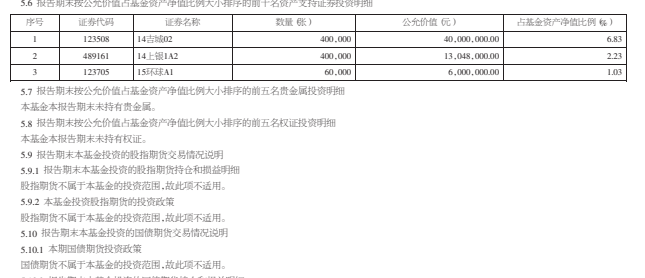 5.6 报告期末按公允价值占基金资产净值比例大小排序的前十名资产支持证券投资明细
序号 证券代码 证券名称 数量（张） 公允价值（元） 占基金资产净值比例（%）
1 123508 14吉城02 400,000 40,000,000.00 6.83
2 489161 14上银1A2 400,000 13,048,000.00 2.23
3 123705 15环球A1 60,000 6,000,000.00 1.03
5.7 报告期末按公允价值占基金资产净值比例大小排序的前五名贵金属投资明细
本基金本报告期末未持有贵金属。
5.8 报告期末按公允价值占基金资产净值比例大小排序的前五名权证投资明细
本基金本报告期末未持有权证。
5.9 报告期末本基金投资的股指期货交易情况说明
5.9.1 报告期末本基金投资的股指期货持仓和损益明细
股指期货不属于本基金的投资范围,故此项不适用。
5.9.2 本基金投资股指期货的投资政策
股指期货不属于本基金的投资范围,故此项不适用。
5.10 报告期末本基金投资的国债期货交易情况说明
5.10.1 本期国债期货投资政策
国债期货不属于本基金的投资范围,故此项不适用。